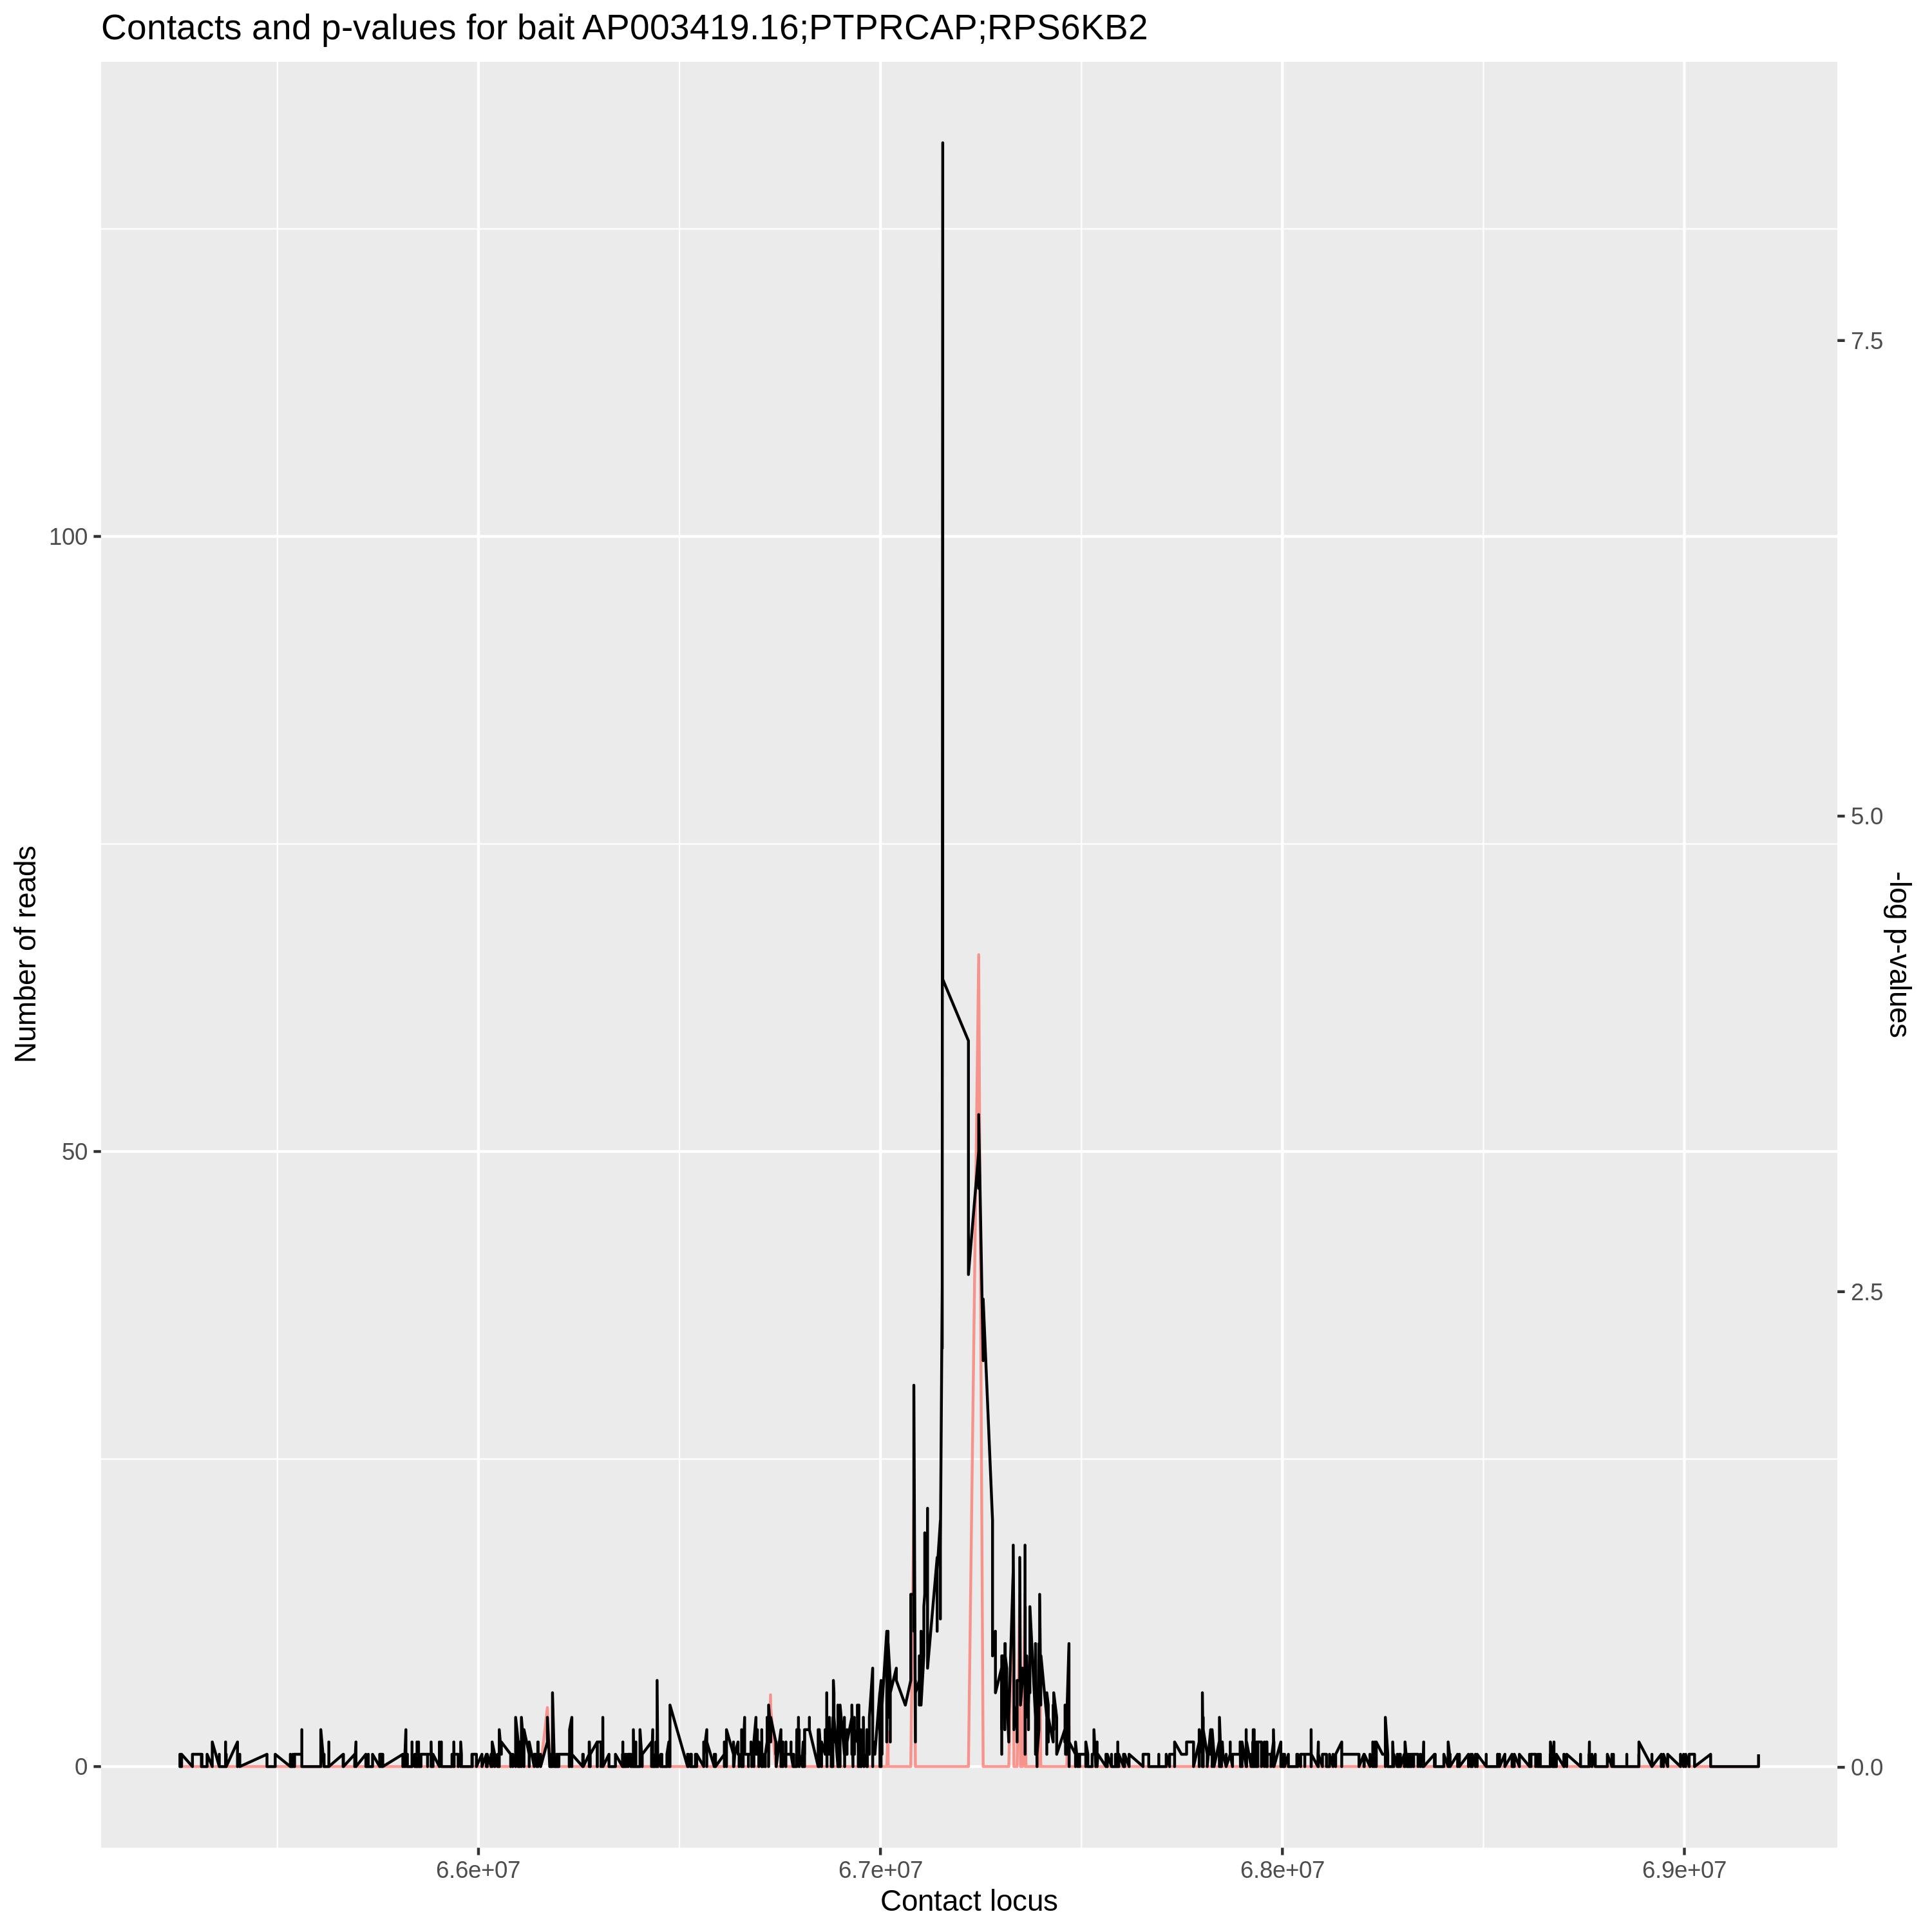 Contacts and p-values for bait AP003419.16;PTPRCAP;RPS6KB2
Number of reads
100
50
0
7.5
5.0
2.5
0.0
-log p-values
6.6e+07
6.7e+07
6.8e+07
6.9e+07
Contact locus